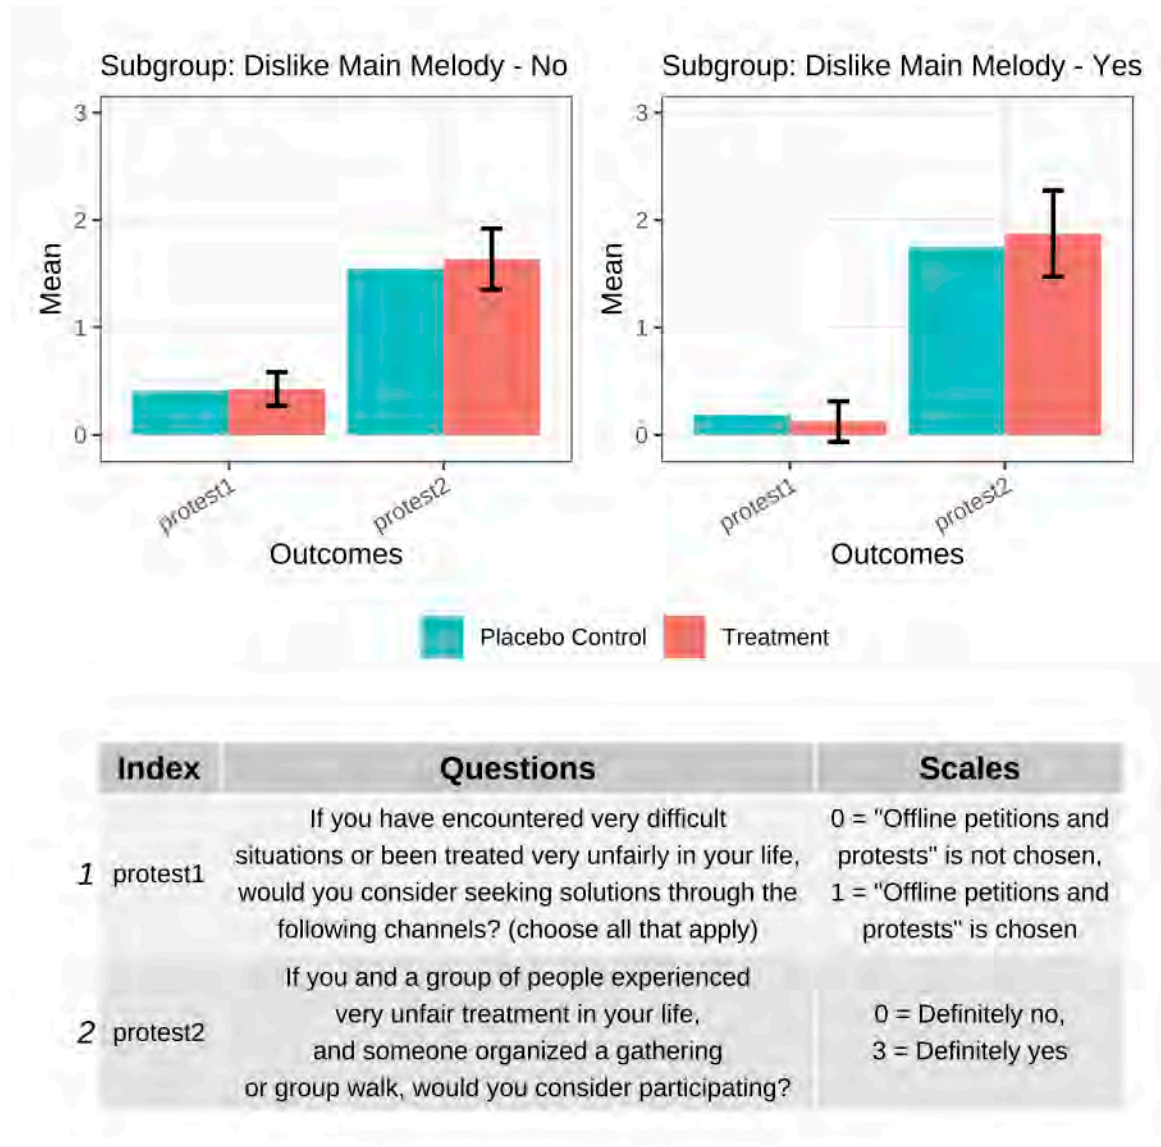 Subgroup: Dislike Main Melody - No
Subgroup: Dislike Main Melody - Yes
3
2
1
0
Mean
protest1
protest2
Outcomes
3
2
1
0
Mean
protest1
protest2
Outcomes
Placebo Control
Treatment
Index
Questions
Scales
1
protest1
If you have encountered very difficult
situations or been treated very unfairly in your life,
would you consider seeking solutions through the
following channels? (choose all that apply)
0 = "Offline petitions and
protests" is not chosen,
1 = "Offline petitions and
protests" is chosen
2
protest2
If you and a group of people experienced
very unfair treatment in your life,
and someone organized a gathering
or group walk, would you consider participating?
0 = Definitely no,
3 = Definitely yes